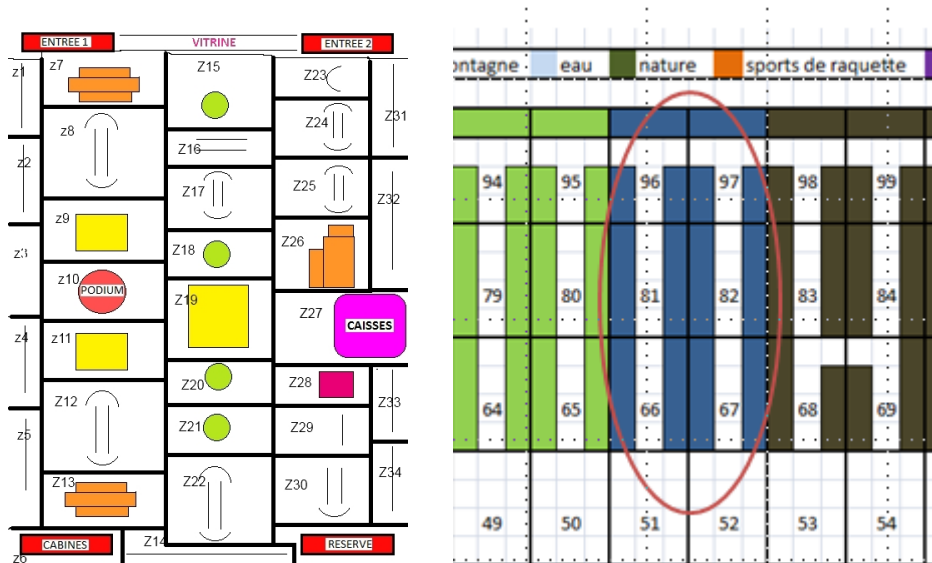 ENTREE 1
VITRINE
ENTREE 2
z1
z7
Z15
Z23
z8
Z24
Z31
z2
Z16
Z17
Z25
Z32
z9
z3
Z18
Z26
z10
PODIUM
Z19
Z27
CAISSES
z4
z11
Z20
Z28
Z12
Z33
z5
Z21
Z29
Z13
Z22
Z30
Z34
CABINES
Z14
RESERVE
z6
ontagne eau nature sports de raquette
94 95 96 97 98 99
79 80 81 82 83 84
64 65 66 67 68 69
49 50 51 52 53 54